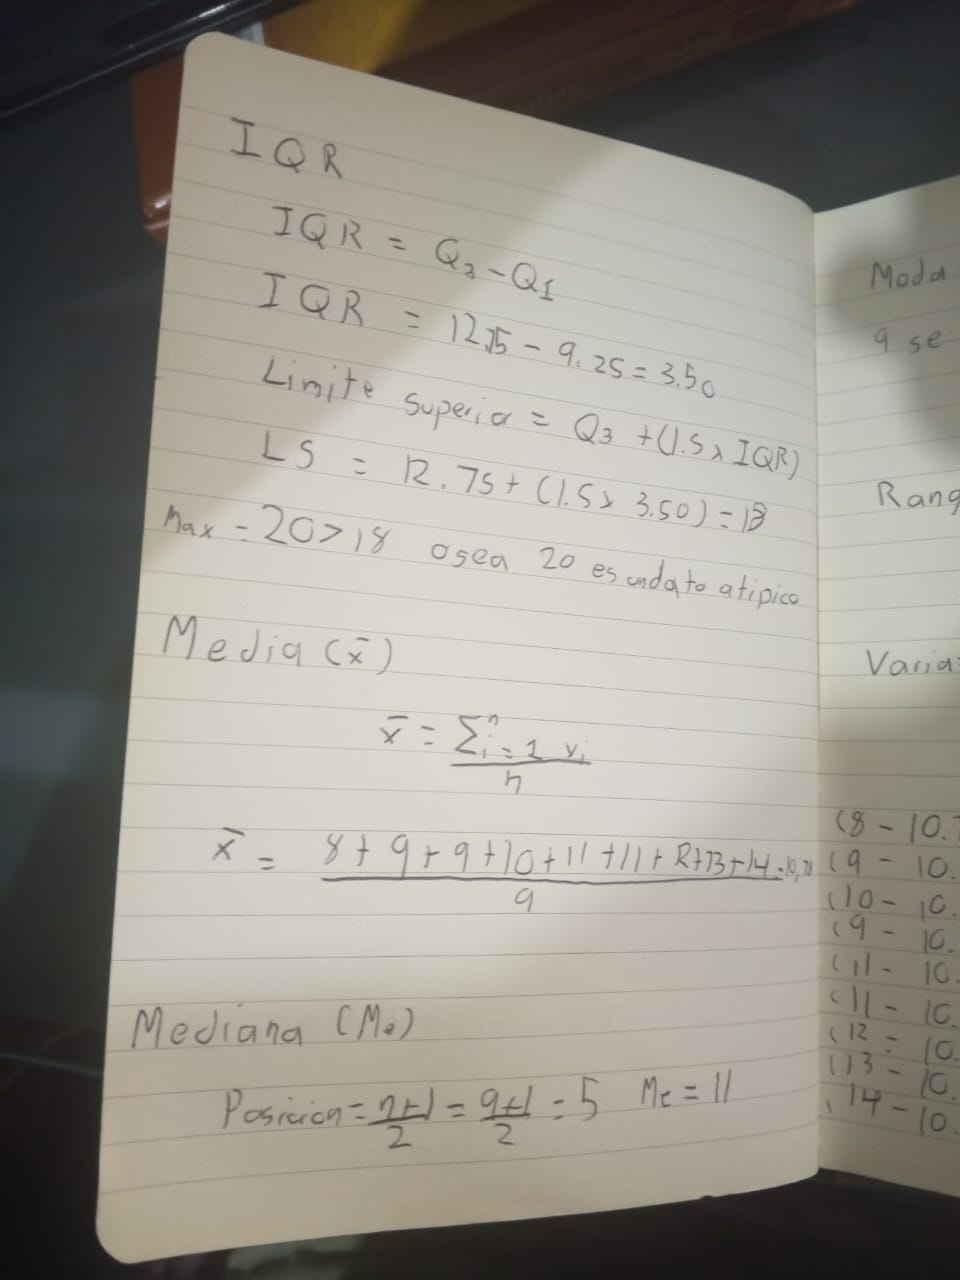 IQR
IQR = Q3 - Q1
IQR = 12.75 - 9.25 = 3.50
Limite superior = Q3 + (1.5 x IQR)
LS = 12.75 + (1.5 x 3.50) = 18
Max = 20 > 18 osea 20 es un dato atipico
Media (x̄)
x̄ = Σⁿi=1 xi
n
x̄ = 8 + 9 + 9 + 10 + 11 + 11 + 12 + 13 + 14 = 10,78
9
Mediana (Me)
Posicion = n+1 = 9+1 = 5 Me = 11
2 2
Moda
9 se
Rang
Varia
(8 - 10.7
(9 - 10.
(10 - 10.
(9 - 10.
(11 - 10.
(11 - 10.
(12 - 10.
(13 - 10.
(14 - 10.